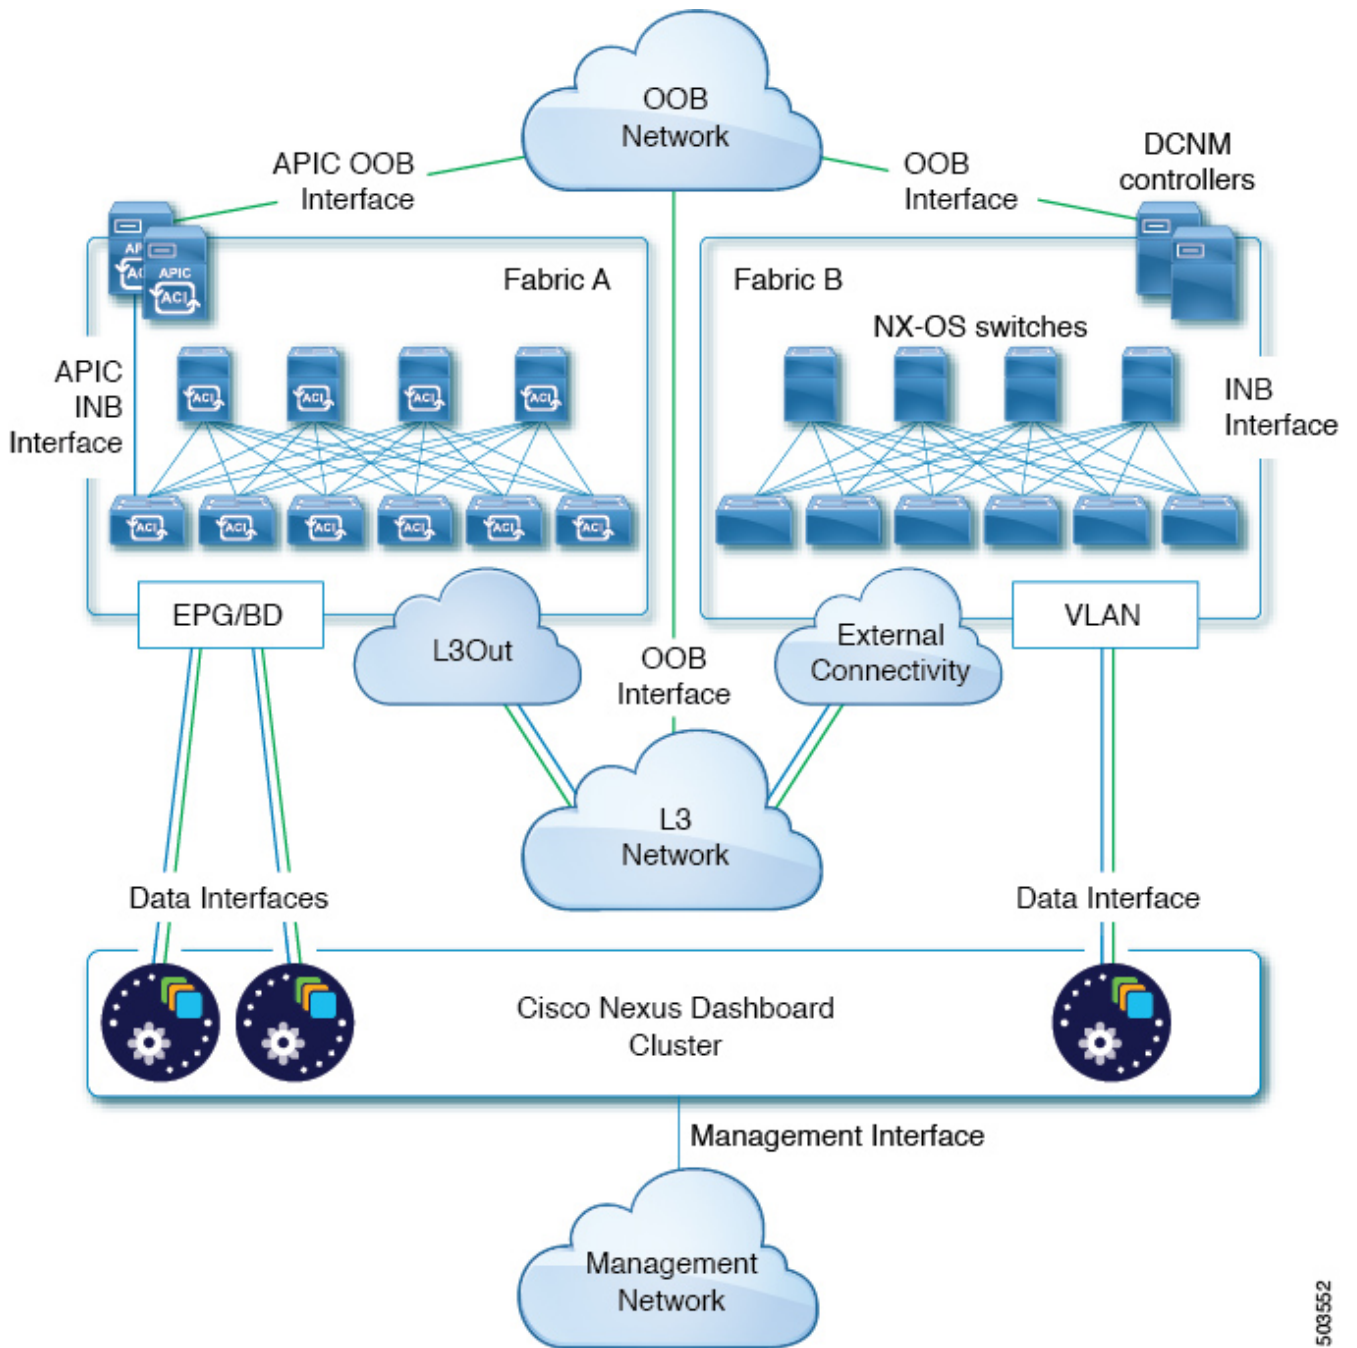 OOB
Network
APIC OOB
Interface
OOB
Interface
DCNM
controllers
AP
AC
APIC
ACI
Fabric A
Fabric B
NX-OS switches
APIC
INB
Interface
INB
Interface
ACI
ACI
ACI
ACI
ACI
ACI
ACI
ACI
ACI
ACI
EPG/BD
L3Out
OOB
Interface
External
Connectivity
VLAN
L3
Network
Data Interfaces
Data Interface
Cisco Nexus Dashboard
Cluster
Management Interface
Management
Network
503552